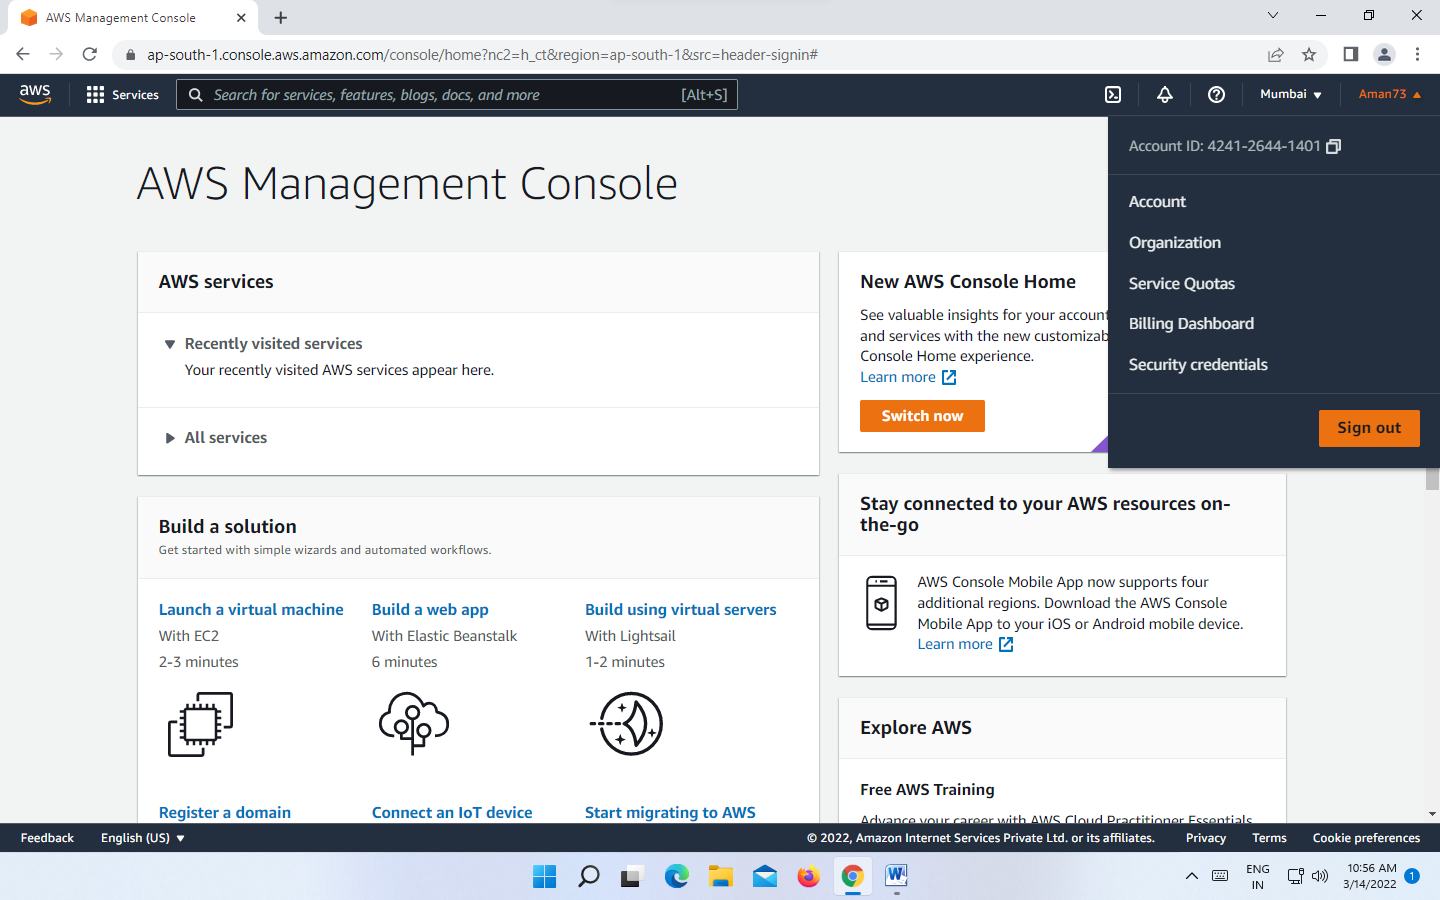 AWS Management Console
ap-south-1.console.aws.amazon.com/console/home?nc2=h_ct&region=ap-south-1&src=header-signin#
aws
Services
Search for services, features, blogs, docs, and more
[Alt+S]
Mumbai
Aman73
Account ID: 4241-2644-1401
Account
Organization
Service Quotas
Billing Dashboard
Security credentials
Sign out
AWS Management Console
AWS services
Recently visited services
Your recently visited AWS services appear here.
All services
New AWS Console Home
See valuable insights for your account
and services with the new customizab
Console Home experience.
Learn more
Switch now
Build a solution
Get started with simple wizards and automated workflows.
Launch a virtual machine
With EC2
2-3 minutes
Build a web app
With Elastic Beanstalk
6 minutes
Build using virtual servers
With Lightsail
1-2 minutes
Register a domain
Connect an IoT device
Start migrating to AWS
Stay connected to your AWS resources on-
the-go
AWS Console Mobile App now supports four
additional regions. Download the AWS Console
Mobile App to your iOS or Android mobile device.
Learn more
Explore AWS
Free AWS Training
Advance your career with AWS Cloud Practitioner Essentials
Feedback
English (US)
© 2022, Amazon Internet Services Private Ltd. or its affiliates.
Privacy
Terms
Cookie preferences
ENG
IN
10:56 AM
3/14/2022
1